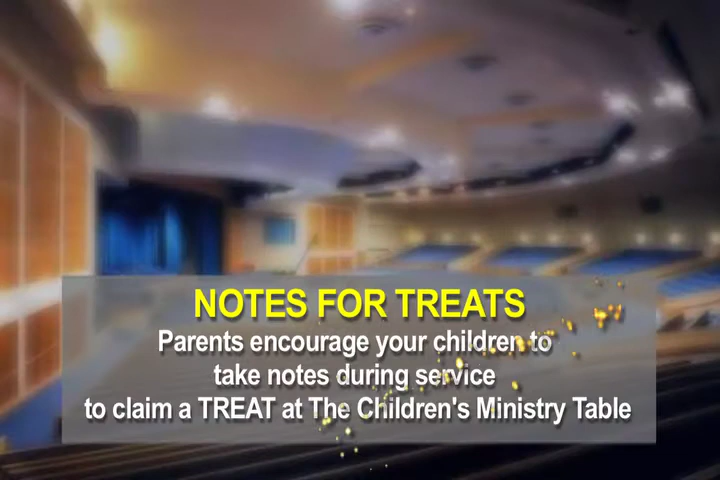 NOTES FOR TREATS
Parents encourage your children to
take notes during service
to claim a TREAT at The Children's Ministry Table